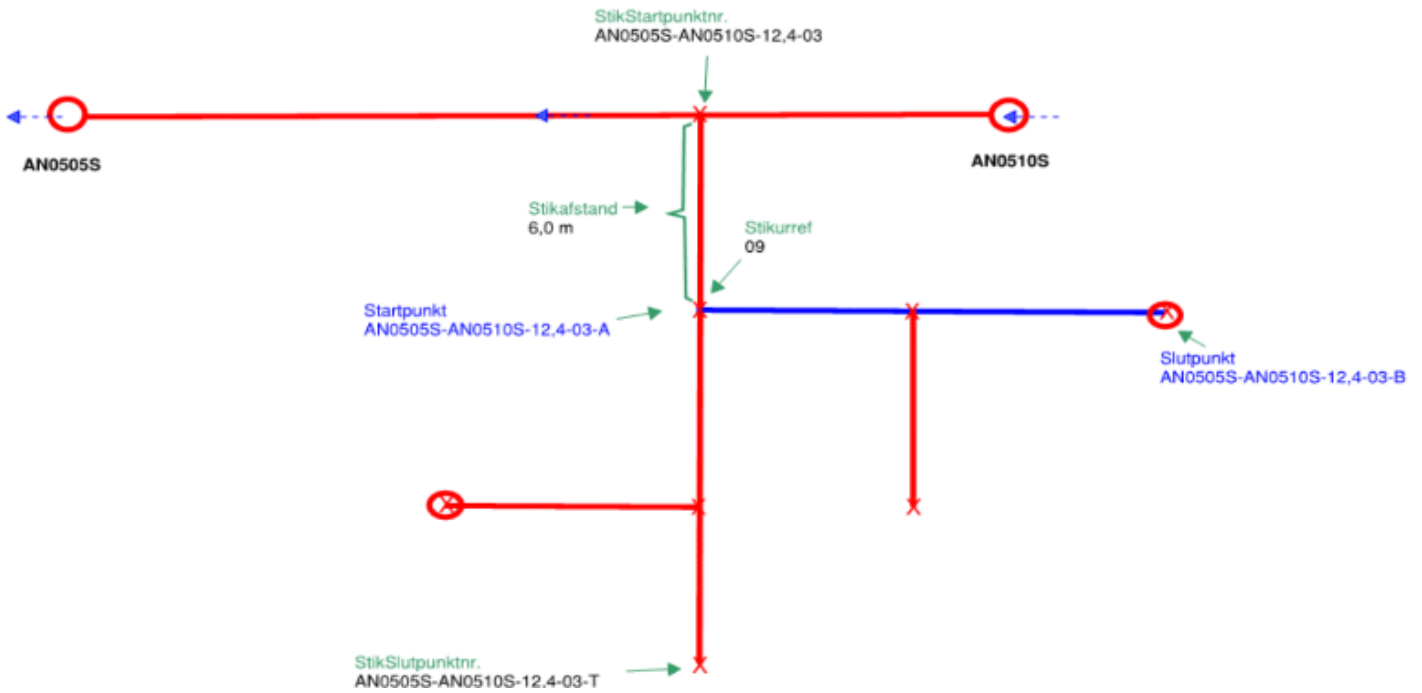 StikStartpunktnr.
AN0505S-AN0510S-12,4-03
AN0505S
AN0510S
Stikafstand
6,0 m
Stikurref
09
Startpunkt
AN0505S-AN0510S-12,4-03-A
Slutpunkt
AN0505S-AN0510S-12,4-03-B
StikSlutpunktnr.
AN0505S-AN0510S-12,4-03-T